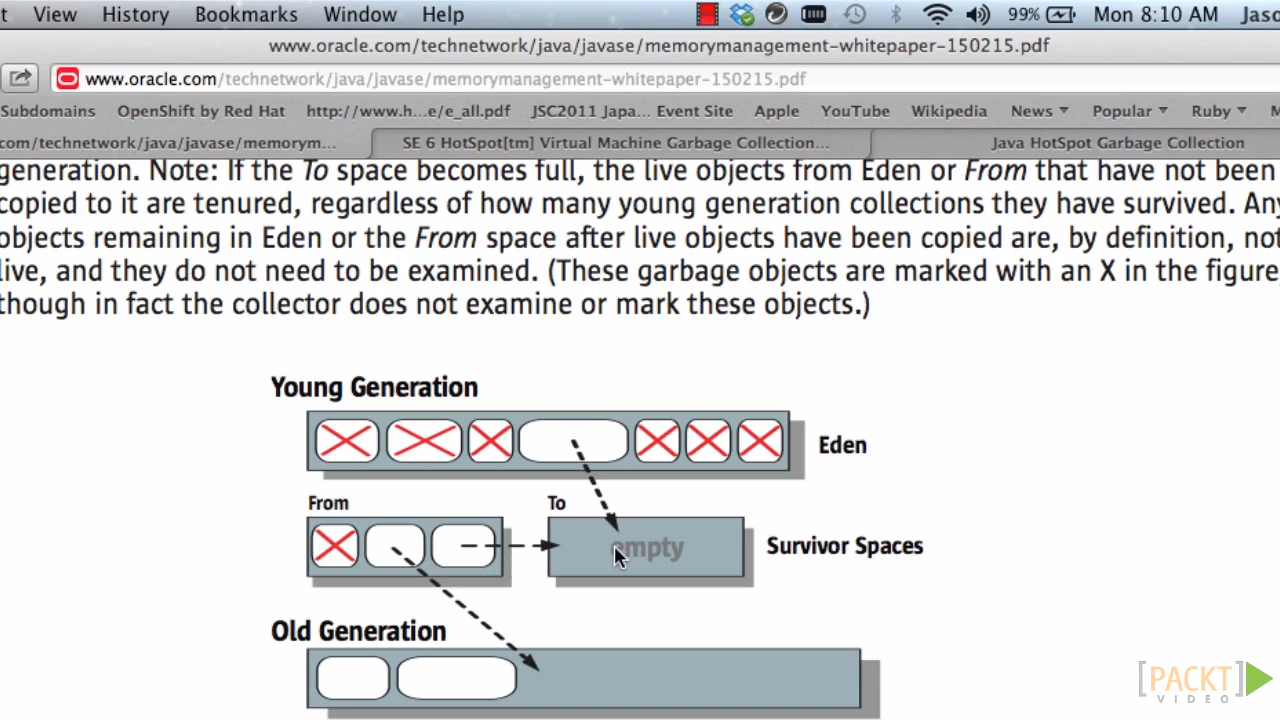 t View History Bookmarks Window Help 99% Mon 8:10 AM Jaso
www.oracle.com/technetwork/java/javase/memorymanagement-whitepaper-150215.pdf
www.oracle.com/technetwork/java/javase/memorymanagement-whitepaper-150215.pdf
Subdomains OpenShift by Red Hat http://www.h...e/e_all.pdf JSC2011 Japa... Event Site Apple YouTube Wikipedia News Popular Ruby M
com/technetwork/java/javase/memorym... SE 6 HotSpot[tm] Virtual Machine Garbage Collection... Java HotSpot Garbage Collection
generation. Note: If the To space becomes full, the live objects from Eden or From that have not been
copied to it are tenured, regardless of how many young generation collections they have survived. Any
objects remaining in Eden or the From space after live objects have been copied are, by definition, not
live, and they do not need to be examined. (These garbage objects are marked with an X in the figure,
though in fact the collector does not examine or mark these objects.)
Young Generation
Eden
From To
empty
Survivor Spaces
Old Generation
[PACKT]
VIDEO